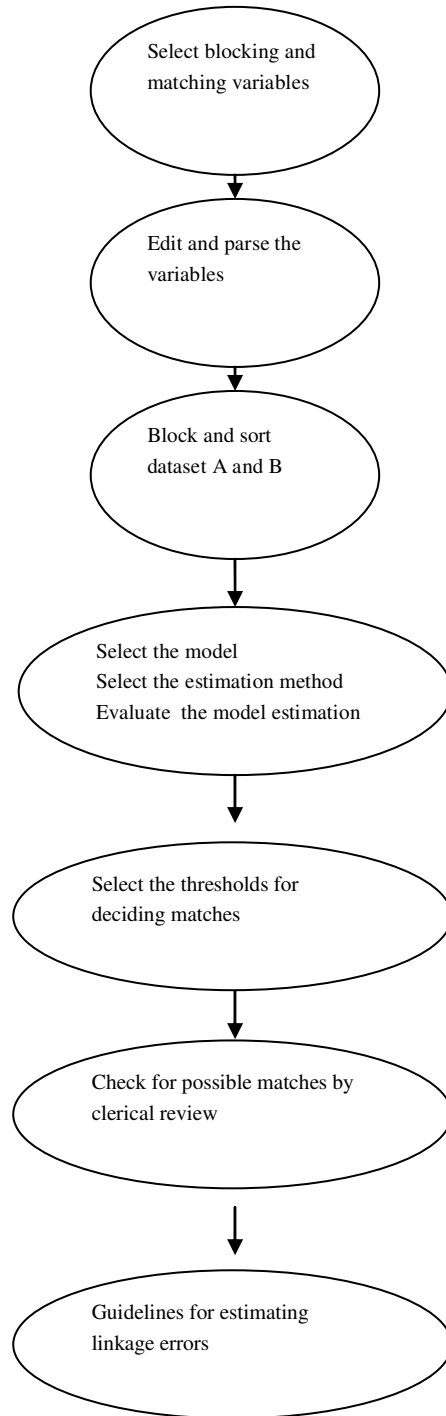 Select blocking and
matching variables
Edit and parse the
variables
Block and sort
dataset A and B
Select the model
Select the estimation method
Evaluate the model estimation
Select the thresholds for
deciding matches
Check for possible matches by
clerical review
Guidelines for estimating
linkage errors